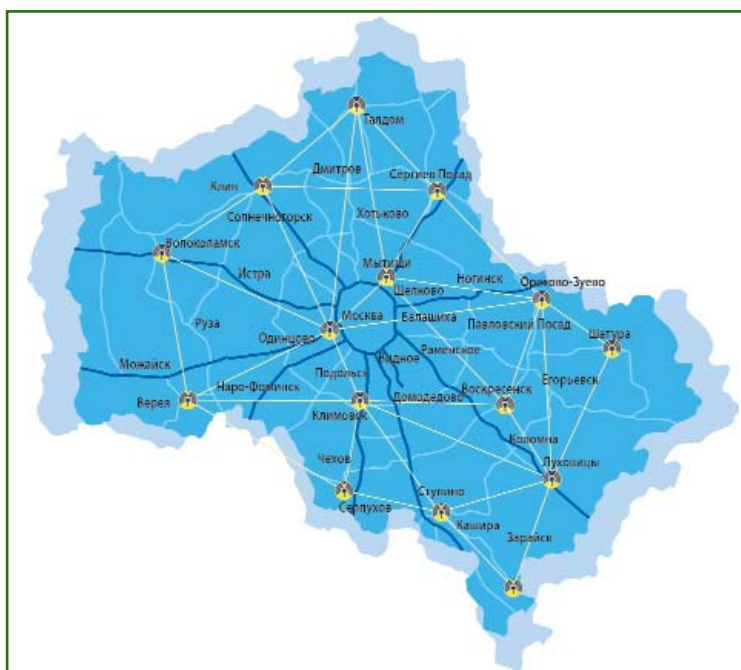 Талдом
Дмитров
Сергиев Посад
Клин
Хотьково
Солнечногорск
Волоколамск
Мытищи
Истра
Ногинск
Орехово-Зуево
Щелково
Москва
Балашиха
Павловский Посад
Руза
Одинцово
Шатура
Раменское
Видное
Можайск
Подольск
Егорьевск
Наро-Фоминск
Воскресенск
Домодедово
Верея
Климовск
Коломна
Чехов
Луховицы
Ступино
Серпухов
Кашира
Зарайск